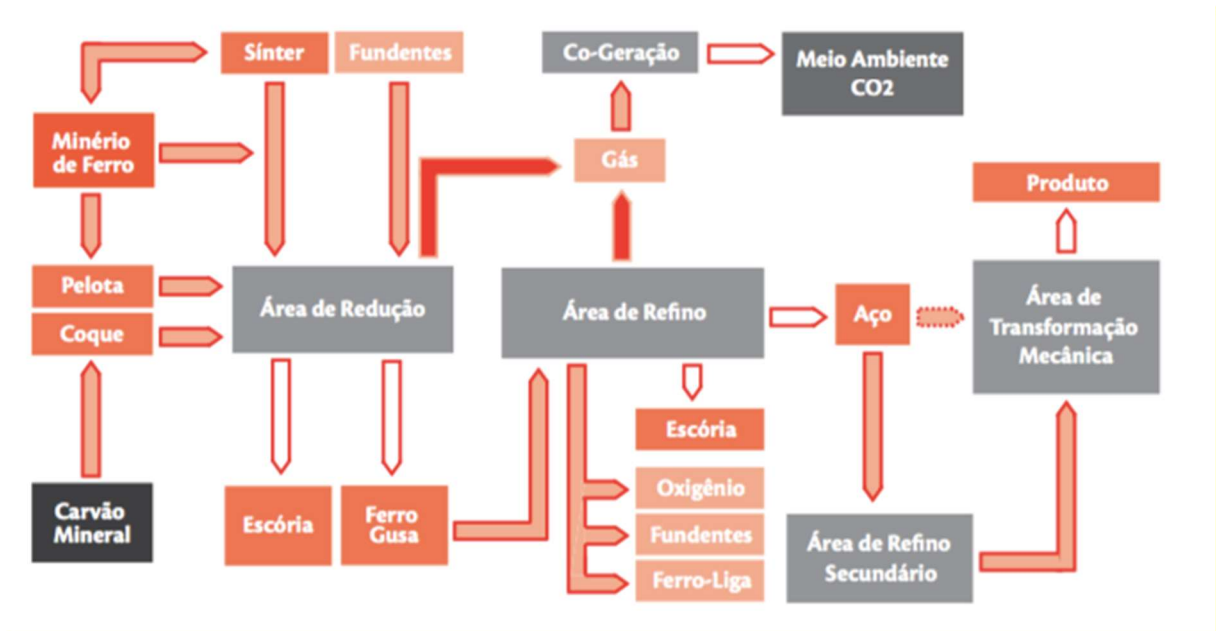 Sínter
Fundentes
Co-Geração
Meio Ambiente
CO2
Minério
de Ferro
Gás
Produto
Pelota
Coque
Área de Redução
Área de Refino
Aço
Área de
Transformação
Mecânica
Escória
Oxigênio
Fundentes
Ferro-Liga
Carvão
Mineral
Escória
Ferro
Gusa
Área de Refino
Secundário